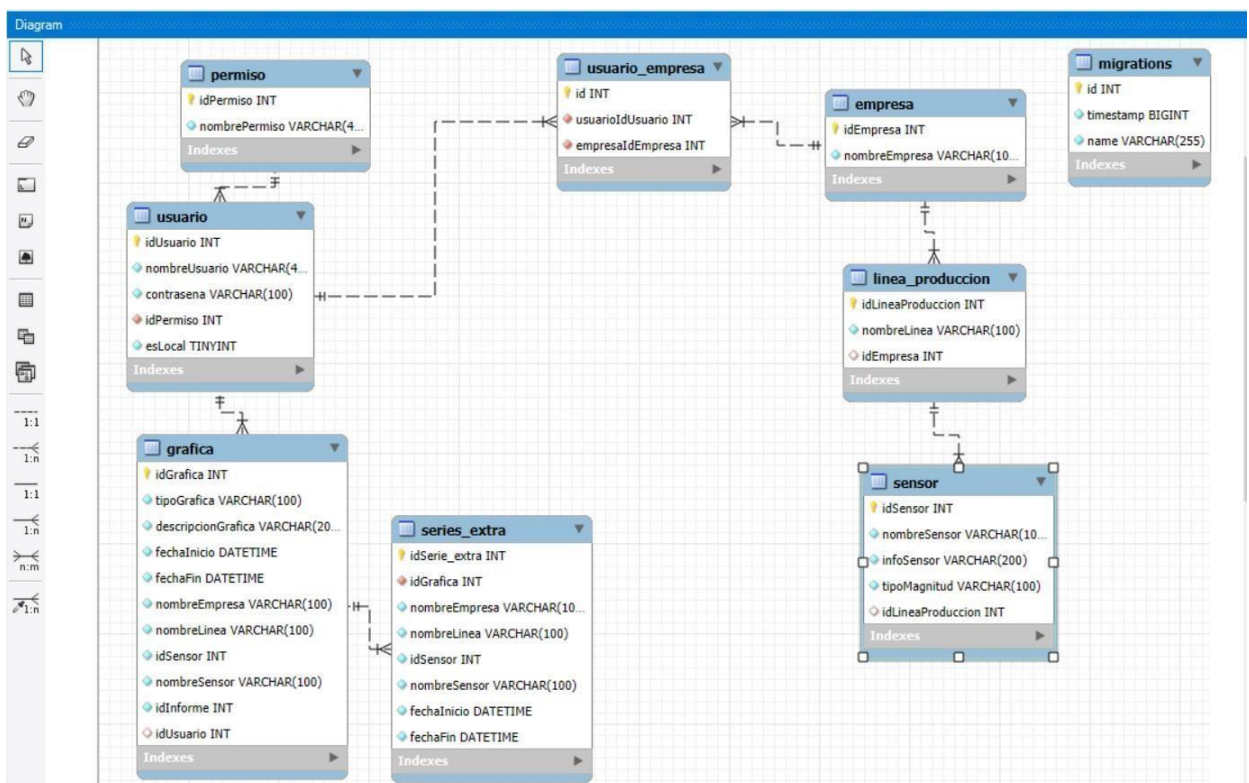 Diagram
permiso
idPermiso INT
nombrePermiso VARCHAR(4...
Indexes
usuario_empresa
id INT
usuarioIdUsuario INT
empresaIdEmpresa INT
Indexes
empresa
idEmpresa INT
nombreEmpresa VARCHAR(10...
Indexes
migrations
id INT
timestamp BIGINT
name VARCHAR(255)
Indexes
usuario
idUsuario INT
nombreUsuario VARCHAR(4...
contrasena VARCHAR(100)
idPermiso INT
esLocal TINYINT
Indexes
linea_produccion
idLineaProduccion INT
nombreLinea VARCHAR(100)
idEmpresa INT
Indexes
grafica
idGrafica INT
tipoGrafica VARCHAR(100)
descripcionGrafica VARCHAR(20...
fechaInicio DATETIME
fechaFin DATETIME
nombreEmpresa VARCHAR(100)
nombreLinea VARCHAR(100)
idSensor INT
nombreSensor VARCHAR(100)
idInforme INT
idUsuario INT
Indexes
series_extra
idSerie_extra INT
idGrafica INT
nombreEmpresa VARCHAR(10...
nombreLinea VARCHAR(100)
idSensor INT
nombreSensor VARCHAR(100)
fechaInicio DATETIME
fechaFin DATETIME
Indexes
sensor
idSensor INT
nombreSensor VARCHAR(10...
infoSensor VARCHAR(200)
tipoMagnitud VARCHAR(100)
idLineaProduccion INT
Indexes
1:1
1:n
1:1
1:n
n:m
1:n